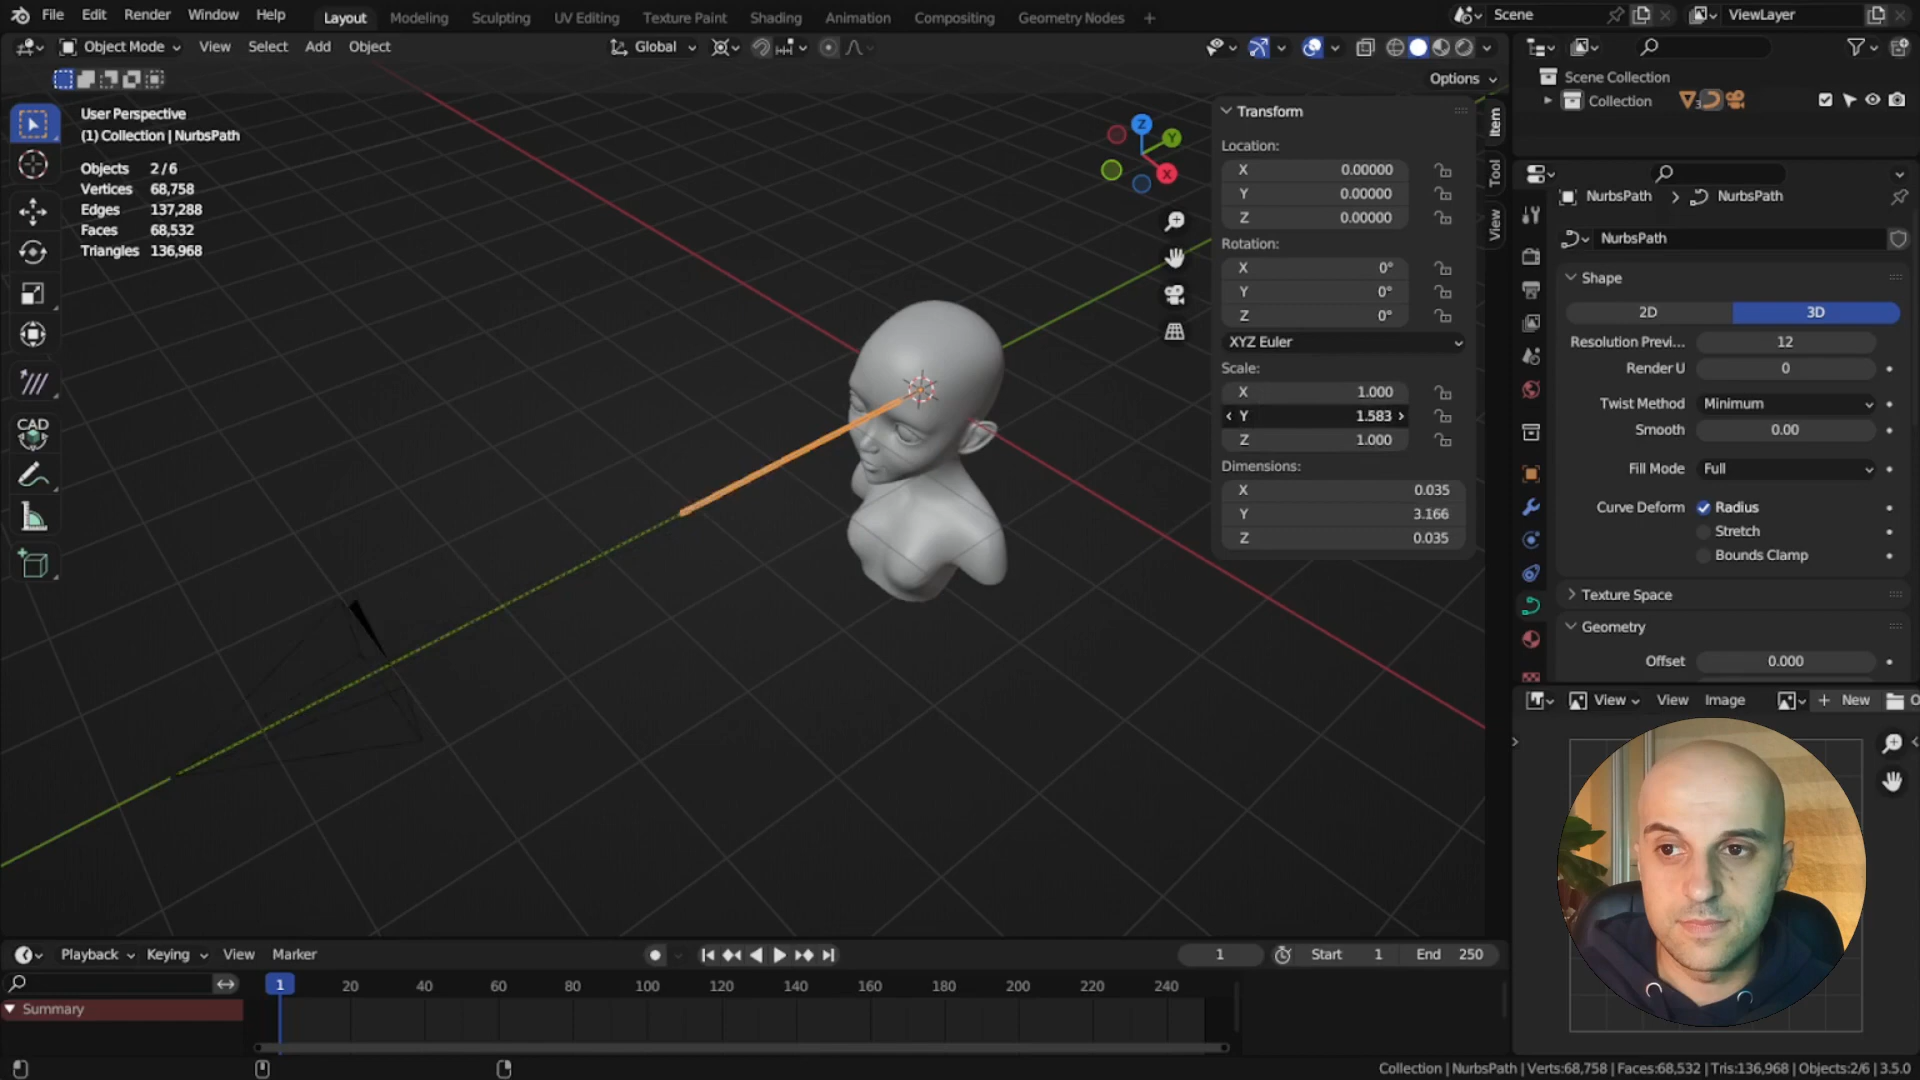 File Edit Render Window Help Layout Modeling Sculpting UV Editing Texture Paint Shading Animation Compositing Geometry Nodes + Scene ViewLayer
Object Mode View Select Add Object Global
Options
User Perspective
(1) Collection | NurbsPath
Objects 2/6
Vertices 68,758
Edges 137,288
Faces 68,532
Triangles 136,968
CAD
Z
Y
X
Transform
Location:
X 0.00000
Y 0.00000
Z 0.00000
Rotation:
X 0°
Y 0°
Z 0°
XYZ Euler
Scale:
X 1.000
Y 1.583
Z 1.000
Dimensions:
X 0.035
Y 3.166
Z 0.035
Item
Tool
View
Scene Collection
Collection 3
NurbsPath > NurbsPath
NurbsPath
Shape
2D 3D
Resolution Previ... 12
Render U 0
Twist Method Minimum
Smooth 0.00
Fill Mode Full
Curve Deform Radius
Stretch
Bounds Clamp
Texture Space
Geometry
Offset 0.000
View View Image + New O
Playback Keying View Marker 1 Start 1 End 250
1 20 40 60 80 100 120 140 160 180 200 220 240
Summary
Collection | NurbsPath | Verts:68,758 | Faces:68,532 | Tris:136,968 | Objects:2/6 | 3.5.0